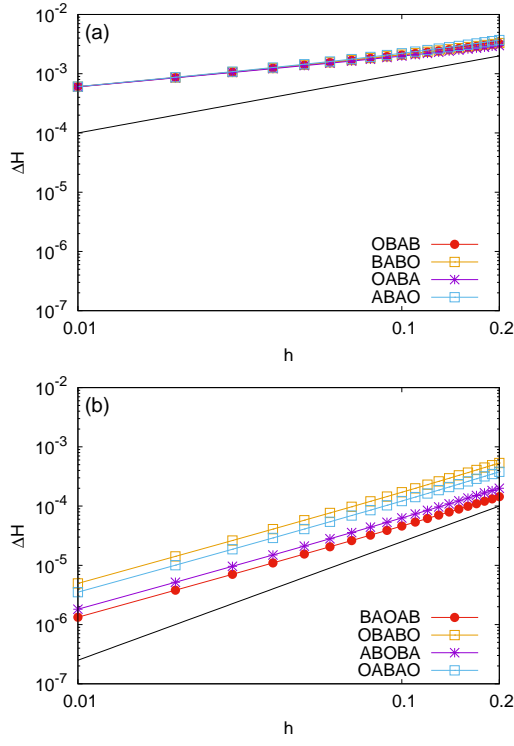 (a)
10⁻²
10⁻³
10⁻⁴
10⁻⁵
10⁻⁶
10⁻⁷
ΔH
OBAB
BABO
OABA
ABAO
0.01
0.1
0.2
h
(b)
10⁻²
10⁻³
10⁻⁴
10⁻⁵
10⁻⁶
10⁻⁷
ΔH
BAOAB
OBABO
ABOBA
OABAO
0.01
0.1
0.2
h